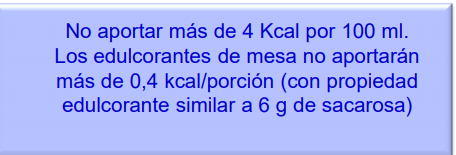 No aportar más de 4 Kcal por 100 ml.
Los edulcorantes de mesa no aportarán
más de 0,4 kcal/porción (con propiedad
edulcorante similar a 6 g de sacarosa)